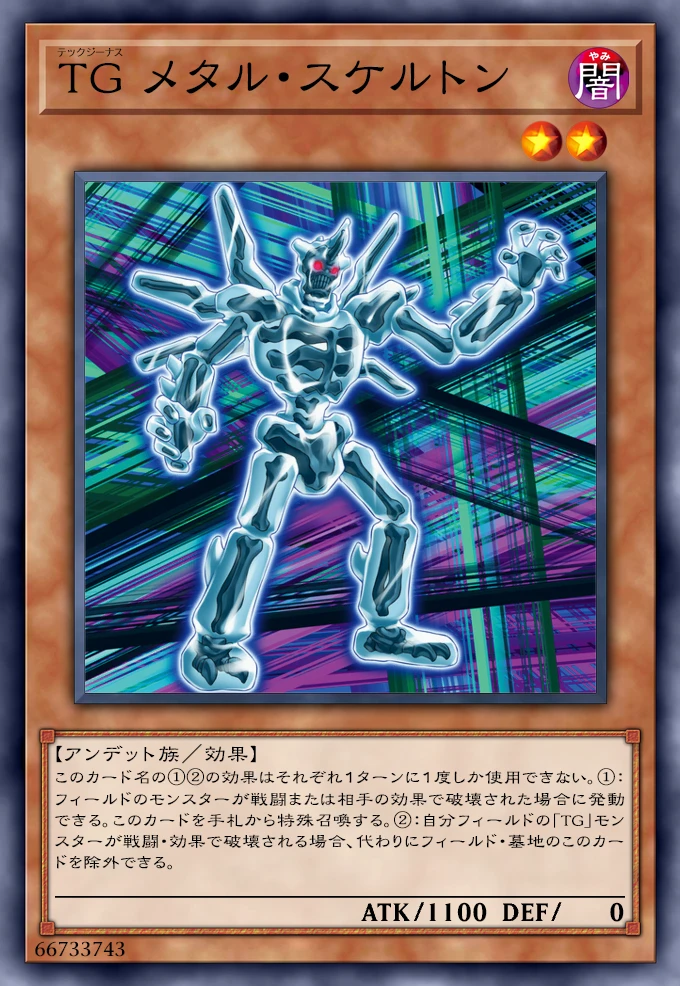 テックジーナス
TG メタル・スケルトン
やみ
闇
【アンデット族／効果】
このカード名の①②の効果はそれぞれ1ターンに1度しか使用できない。①：
フィールドのモンスターが戦闘または相手の効果で破壊された場合に発動
できる。このカードを手札から特殊召喚する。②：自分フィールドの「TG」モン
スターが戦闘・効果で破壊される場合、代わりにフィールド・墓地のこのカー
ドを除外できる。
ATK/1100 DEF/ 0
66733743